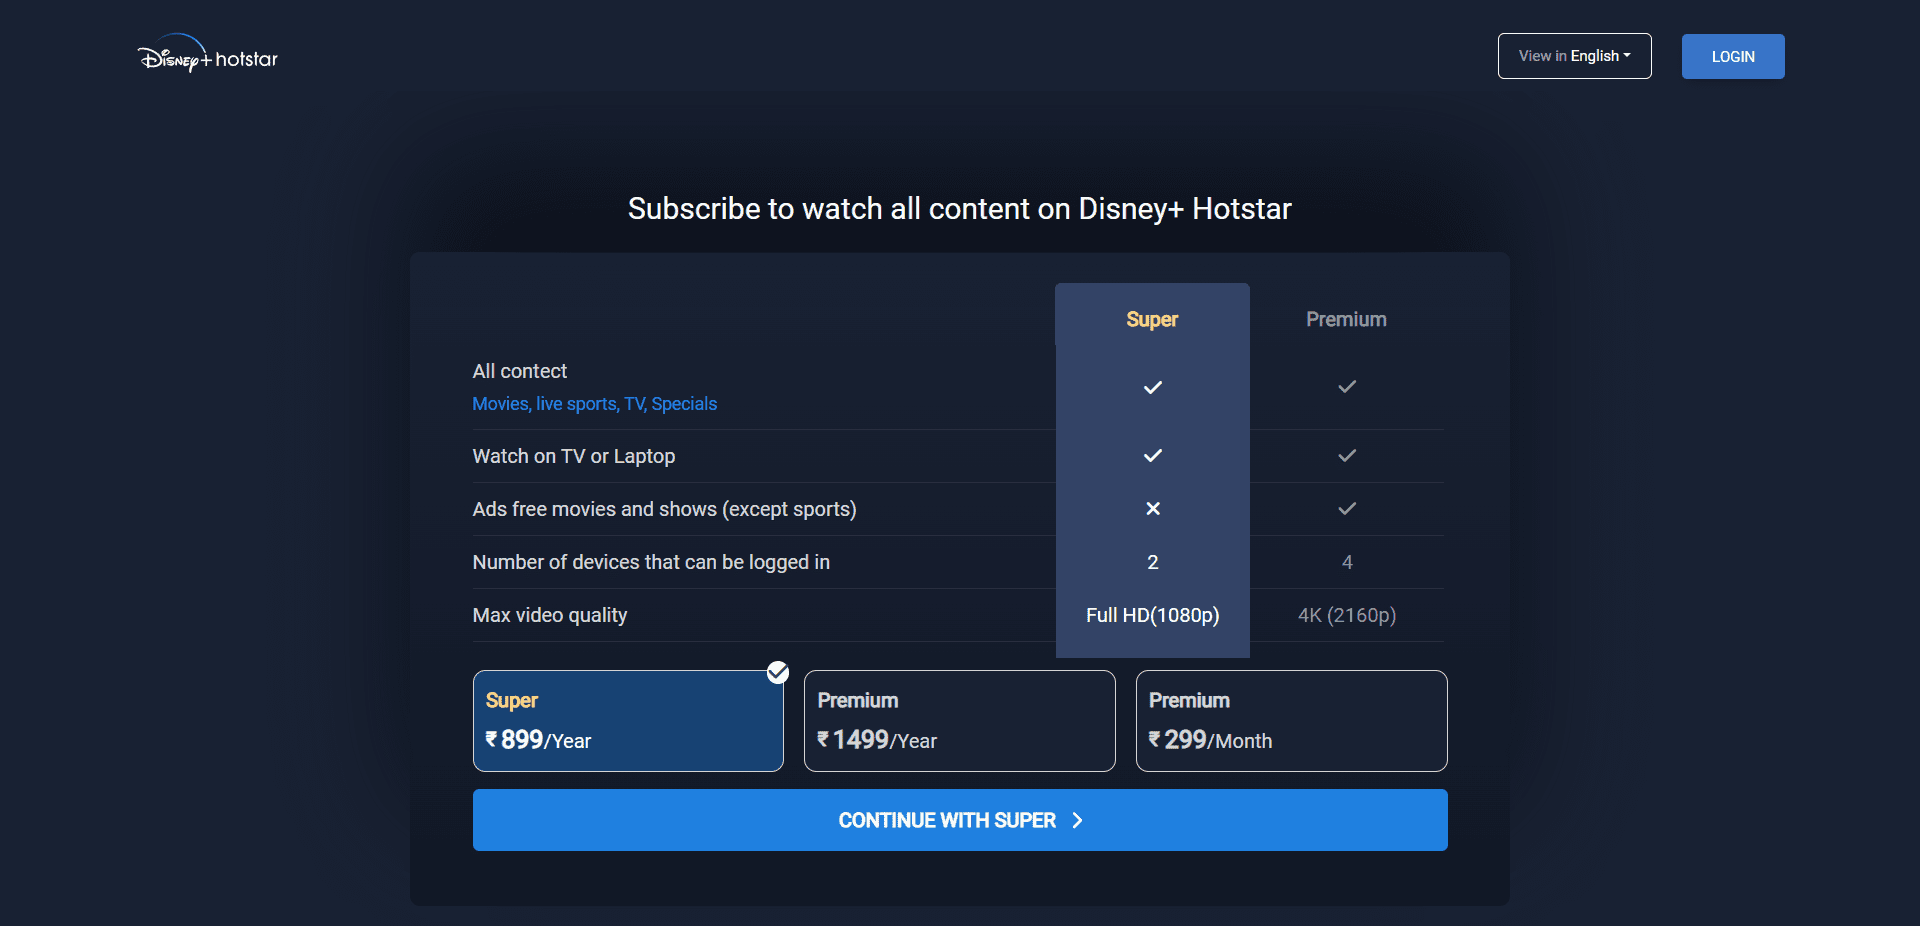 Disney+ hotstar
View in English
LOGIN
Subscribe to watch all content on Disney+ Hotstar
Super Premium
All contect
Movies, live sports, TV, Specials
Watch on TV or Laptop
Ads free movies and shows (except sports)
Number of devices that can be logged in 2 4
Max video quality Full HD(1080p) 4K (2160p)
Super
₹ 899/Year
Premium
₹ 1499/Year
Premium
₹ 299/Month
CONTINUE WITH SUPER